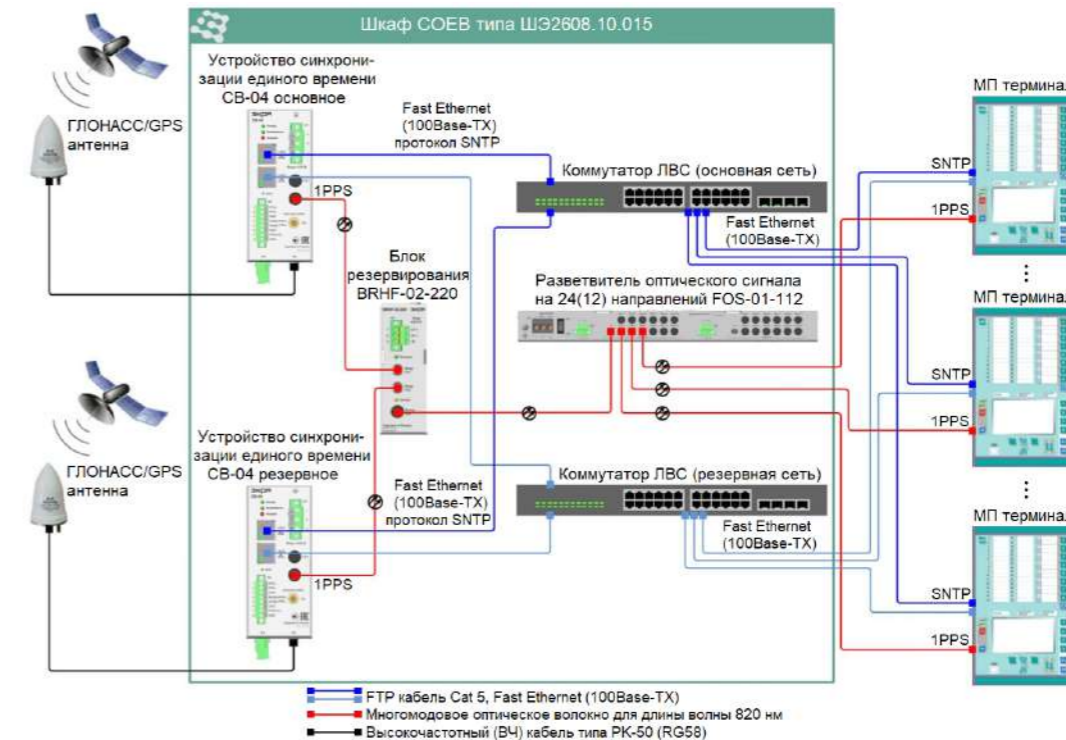 Шкаф СОЕВ типа ШЭ2608.10.015
Устройство синхрони-
зации единого времени
СВ-04 основное
ГЛОНАСС/GPS
антенна
Fast Ethernet
(100Base-TX)
протокол SNTP
1PPS
Коммутатор ЛВС (основная сеть)
Fast Ethernet
(100Base-TX)
Блок
резервирования
BRHF-02-220
Разветвитель оптического сигнала
на 24(12) направлений FOS-01-112
Устройство синхрони-
зации единого времени
СВ-04 резервное
ГЛОНАСС/GPS
антенна
Fast Ethernet
(100Base-TX)
протокол SNTP
1PPS
Коммутатор ЛВС (резервная сеть)
Fast Ethernet
(100Base-TX)
МП терминал
SNTP
1PPS
МП терминал
SNTP
1PPS
МП терминал
SNTP
1PPS
FTP кабель Cat 5, Fast Ethernet (100Base-TX)
Многомодовое оптическое волокно для длины волны 820 нм
Высокочастотный (ВЧ) кабель типа РК-50 (RG58)